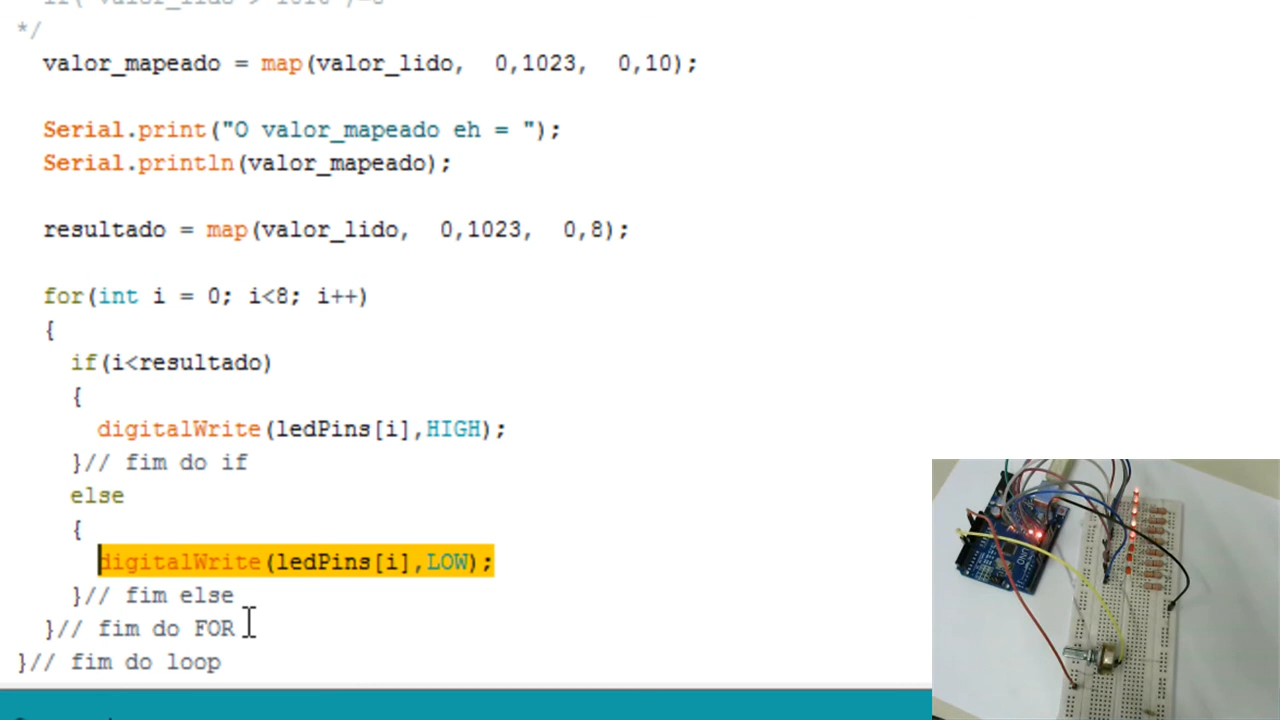 */
valor_mapeado = map(valor_lido, 0,1023, 0,10);
Serial.print("O valor_mapeado eh = ");
Serial.println(valor_mapeado);
resultado = map(valor_lido, 0,1023, 0,8);
for(int i = 0; i<8; i++)
{
if(i<resultado)
{
digitalWrite(ledPins[i],HIGH);
}// fim do if
else
{
digitalWrite(ledPins[i],LOW);
}// fim else
}// fim do FOR
}// fim do loop
UNO